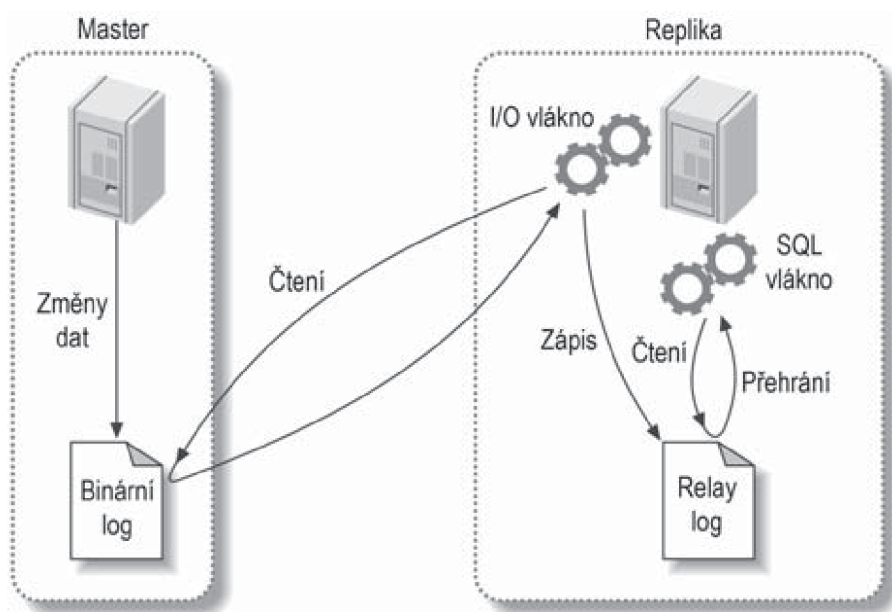 Master
Replika
I/O vlákno
SQL
vlákno
Čtení
Změny
dat
Zápis
Čtení
Přehrání
Binární
log
Relay
log